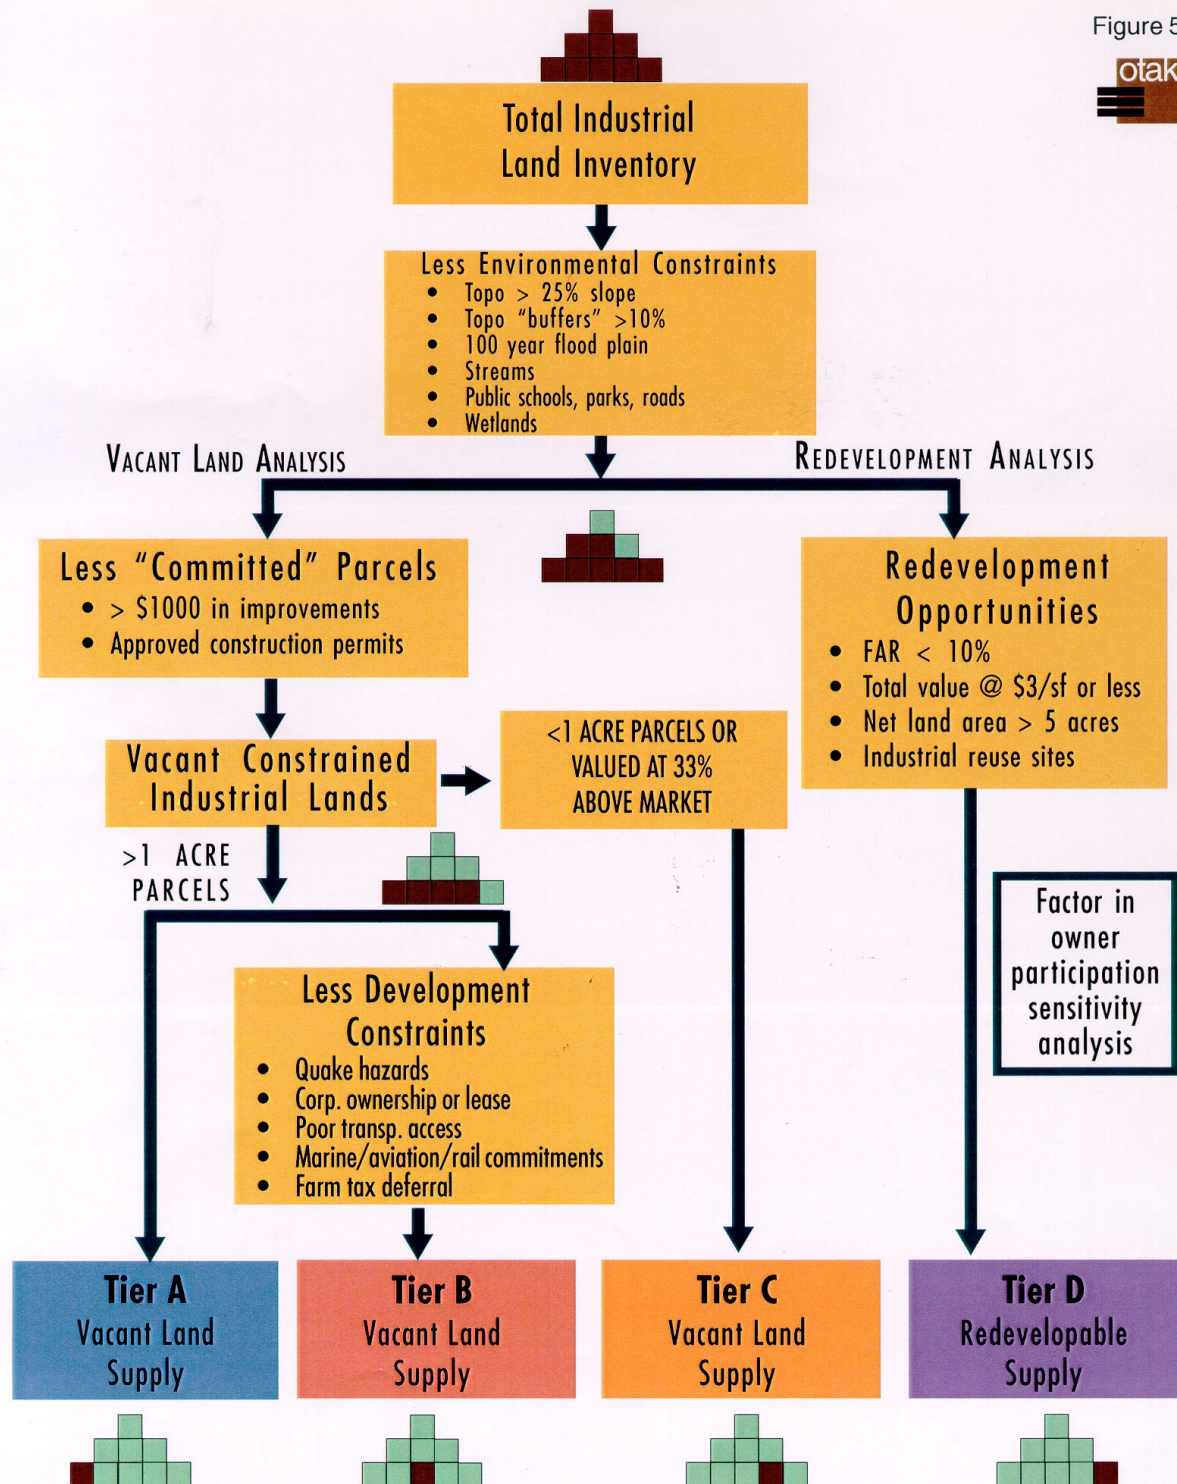 Figure 5
otak
Total Industrial
Land Inventory
Less Environmental Constraints
• Topo > 25% slope
• Topo “buffers” >10%
• 100 year flood plain
• Streams
• Public schools, parks, roads
• Wetlands
VACANT LAND ANALYSIS
REDEVELOPMENT ANALYSIS
Less “Committed” Parcels
• > $1000 in improvements
• Approved construction permits
Redevelopment
Opportunities
• FAR < 10%
• Total value @ $3/sf or less
• Net land area > 5 acres
• Industrial reuse sites
Vacant Constrained
Industrial Lands
<1 ACRE PARCELS OR
VALUED AT 33%
ABOVE MARKET
>1 ACRE
PARCELS
Factor in
owner
participation
sensitivity
analysis
Less Development
Constraints
• Quake hazards
• Corp. ownership or lease
• Poor transp. access
• Marine/aviation/rail commitments
• Farm tax deferral
Tier A
Vacant Land
Supply
Tier B
Vacant Land
Supply
Tier C
Vacant Land
Supply
Tier D
Redevelopable
Supply